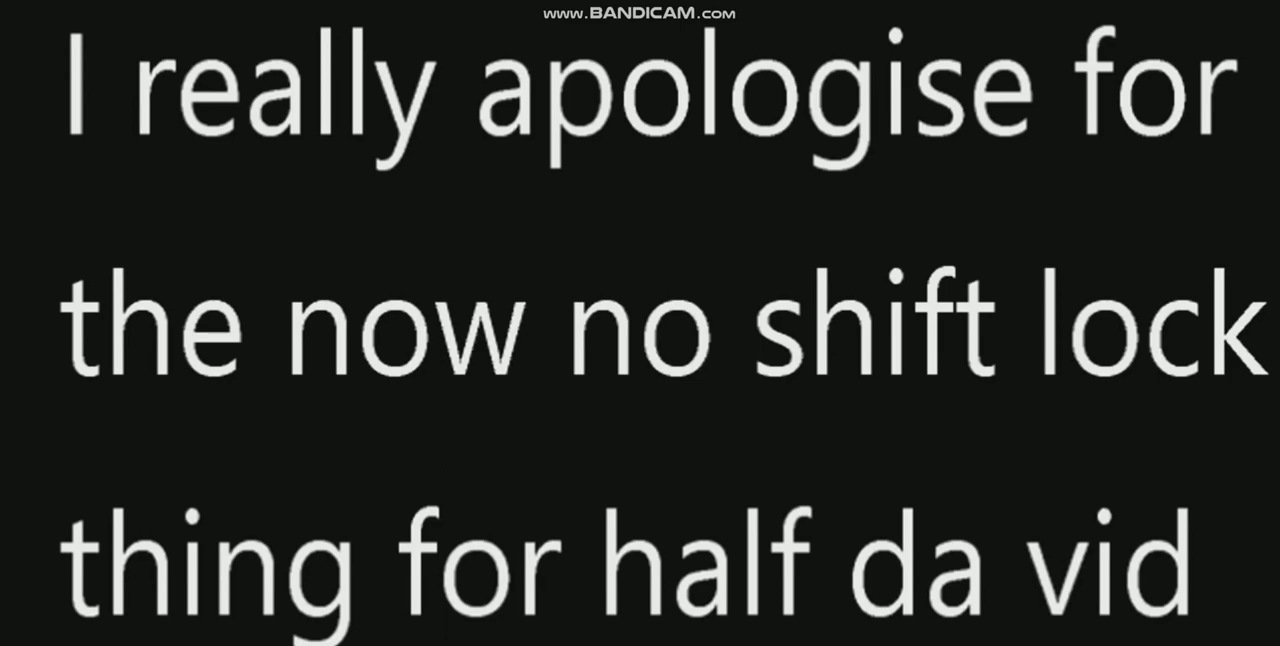 www.BANDICAM.com
I really apologise for
the now no shift lock
thing for half da vid